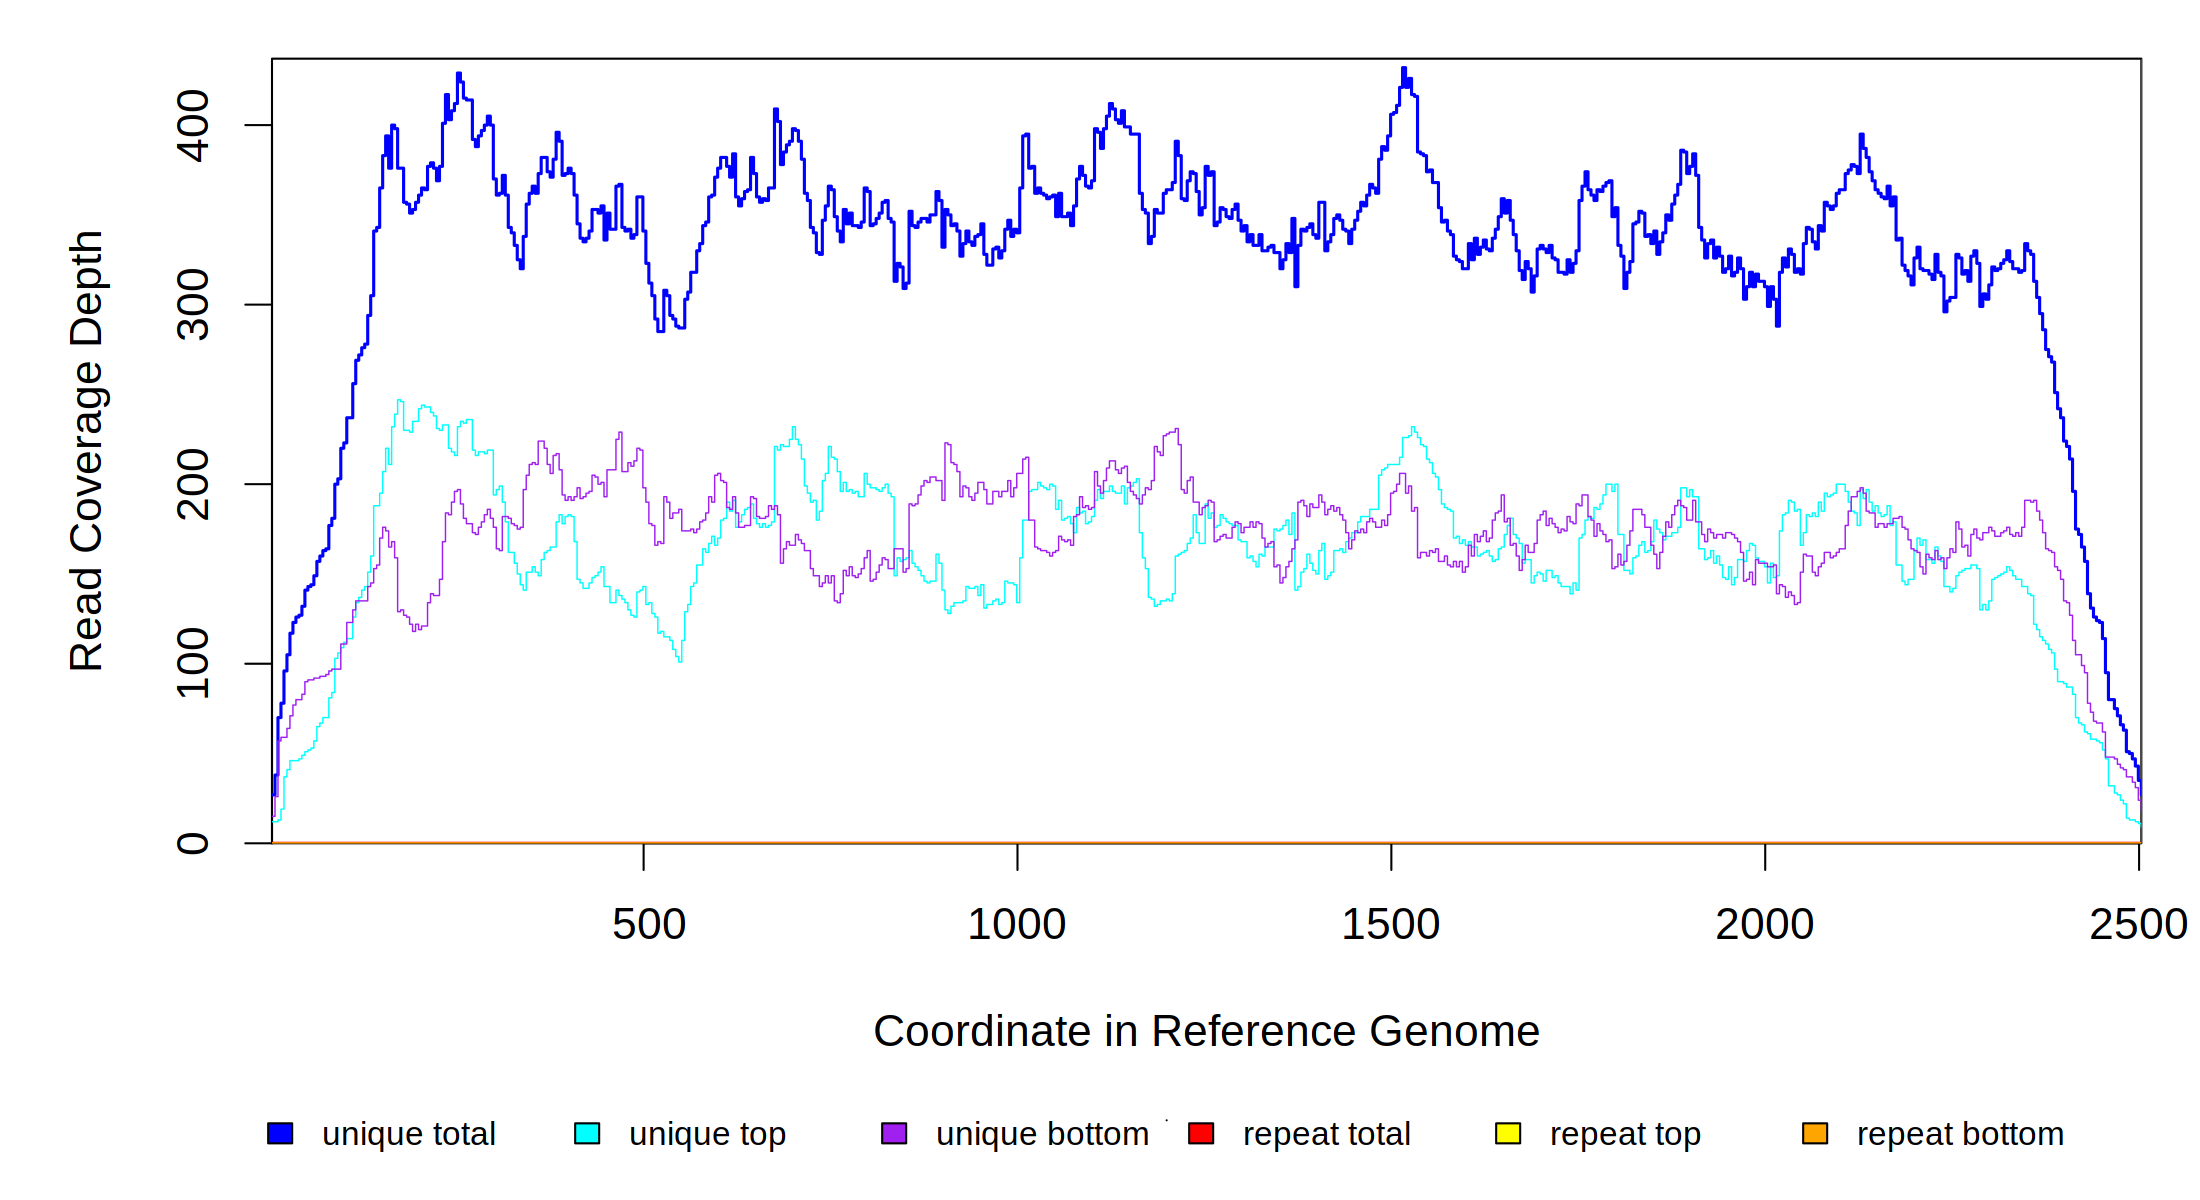 Read Coverage Depth
400
300
200
100
0
500 1000 1500 2000 2500
Coordinate in Reference Genome
unique total unique top unique bottom repeat total repeat top repeat bottom